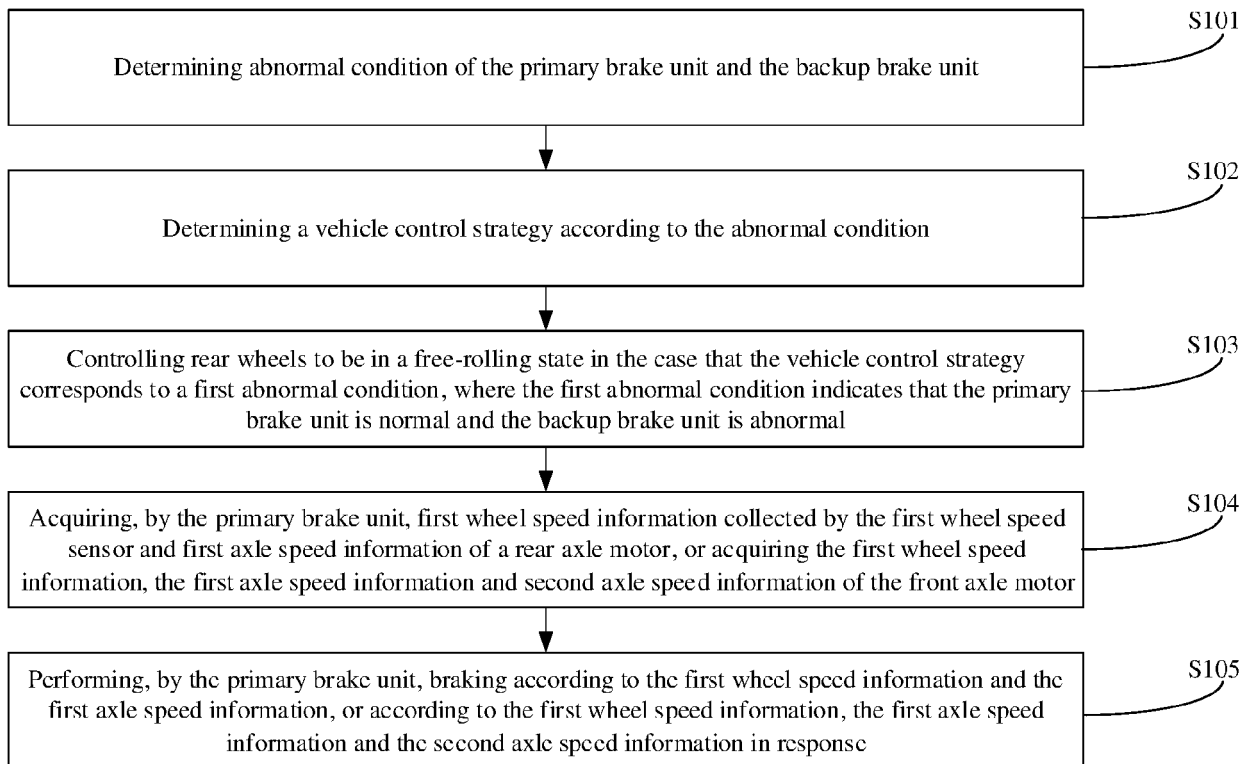 S101
Determining abnormal condition of the primary brake unit and the backup brake unit
S102
Determining a vehicle control strategy according to the abnormal condition
S103
Controlling rear wheels to be in a free-rolling state in the case that the vehicle control strategy
corresponds to a first abnormal condition, where the first abnormal condition indicates that the primary
brake unit is normal and the backup brake unit is abnormal
S104
Acquiring, by the primary brake unit, first wheel speed information collected by the first wheel speed
sensor and first axle speed information of a rear axle motor, or acquiring the first wheel speed
information, the first axle speed information and second axle speed information of the front axle motor
S105
Performing, by the primary brake unit, braking according to the first wheel speed information and the
first axle speed information, or according to the first wheel speed information, the first axle speed
information and the second axle speed information in response